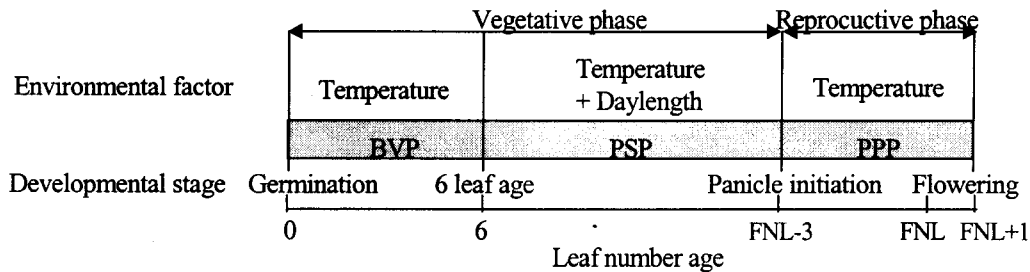 Vegetative phase Reprocuctive phase
Environmental factor Temperature Temperature + Daylength Temperature
BVP PSP PPP
Developmental stage Germination 6 leaf age Panicle initiation Flowering
0 6 FNL-3 FNL FNL+1
Leaf number age